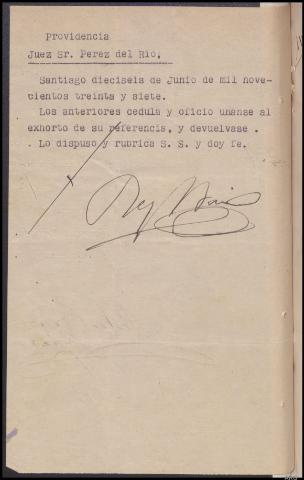 Providencia
Juez Sr. Perez del Rio,
Santiago dieciseis de Junio de mil nove-
cientos treinta y siete.
Los anteriores cedula y oficio unanse al
exhorto de su referencia, y devuelvase .
. Lo dispuso y rubrica S. S. y doy fe.